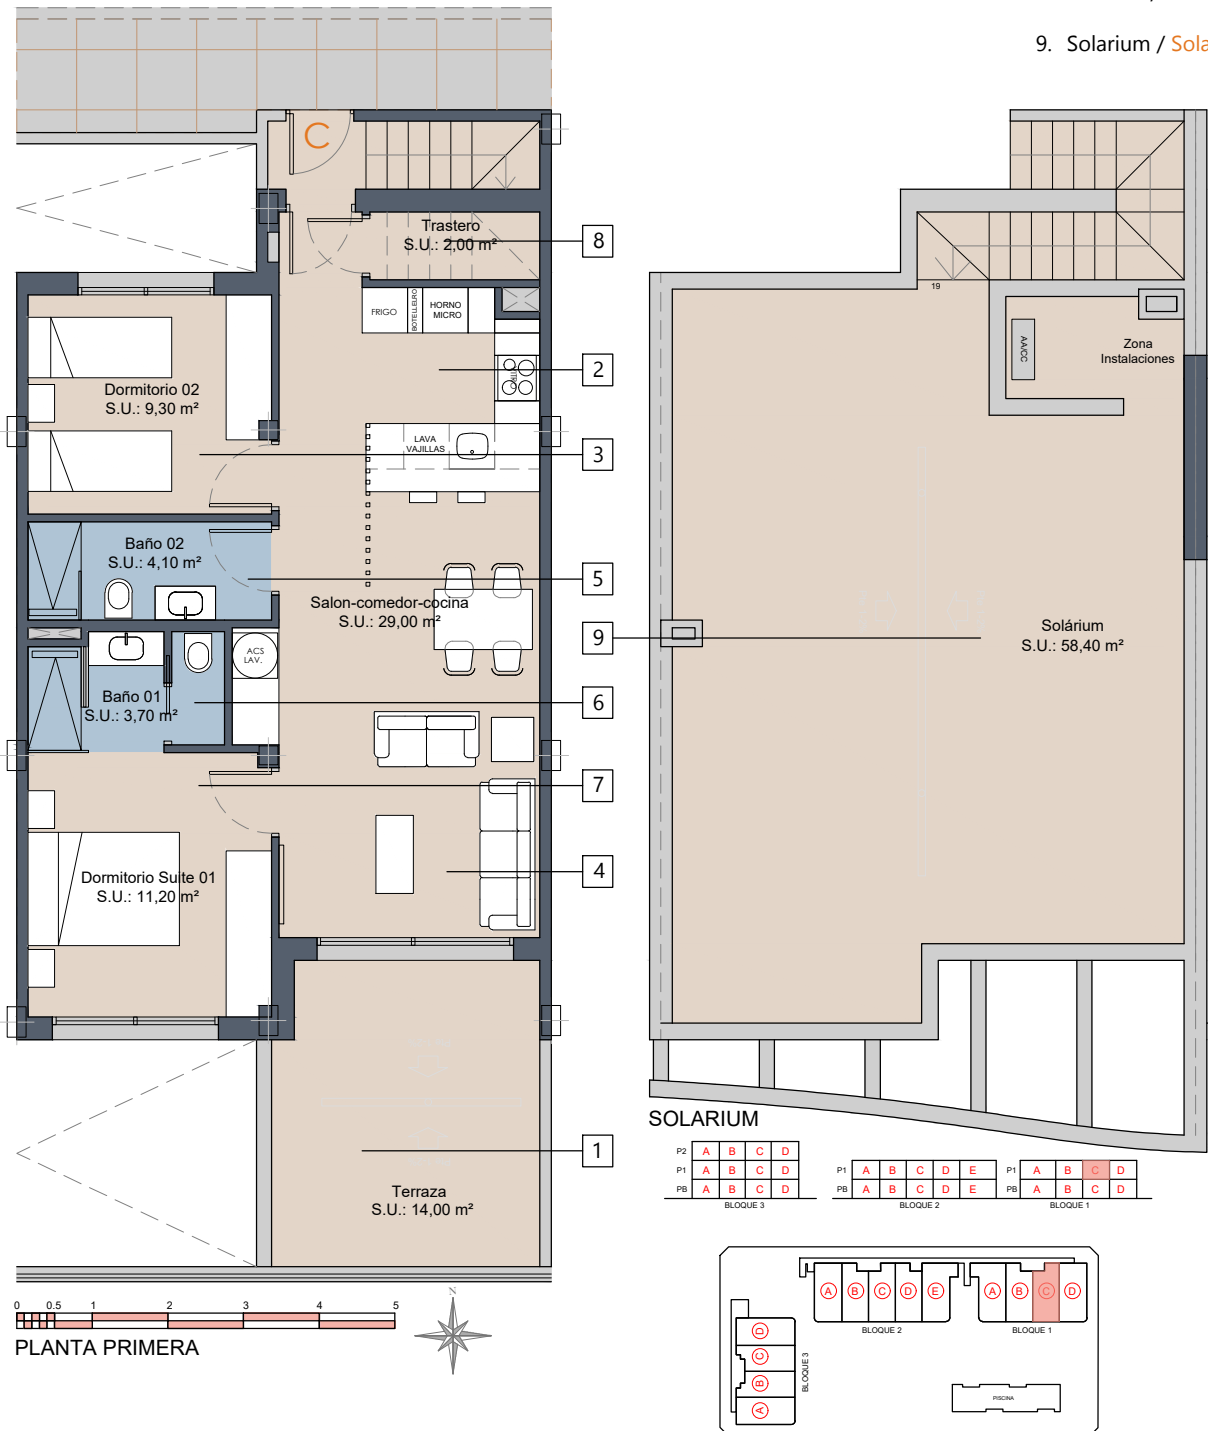 9. Solarium / Sola
C
Trastero
S.U.: 2,00 m²
8
FRIGO
BOTELLERO
HORNO
MICRO
19
AA/CC
Zona
Instalaciones
2
VITRO
Dormitorio 02
S.U.: 9,30 m²
LAVA
VAJILLAS
3
Baño 02
S.U.: 4,10 m²
5
Salon-comedor-cocina
S.U.: 29,00 m²
9
Solárium
S.U.: 58,40 m²
ACS
LAV.
Baño 01
S.U.: 3,70 m²
6
7
4
Dormitorio Suite 01
S.U.: 11,20 m²
SOLARIUM
1
Terraza
S.U.: 14,00 m²
P2 A B C D
P1 A B C D
PB A B C D
BLOQUE 3
P1 A B C D E
PB A B C D E
BLOQUE 2
P1 A B C D
PB A B C D
BLOQUE 1
N
0 0.5 1 2 3 4 5
PLANTA PRIMERA
A B C D E
BLOQUE 2
A B C D
BLOQUE 1
D
C
B
A
BLOQUE 3
PISCINA